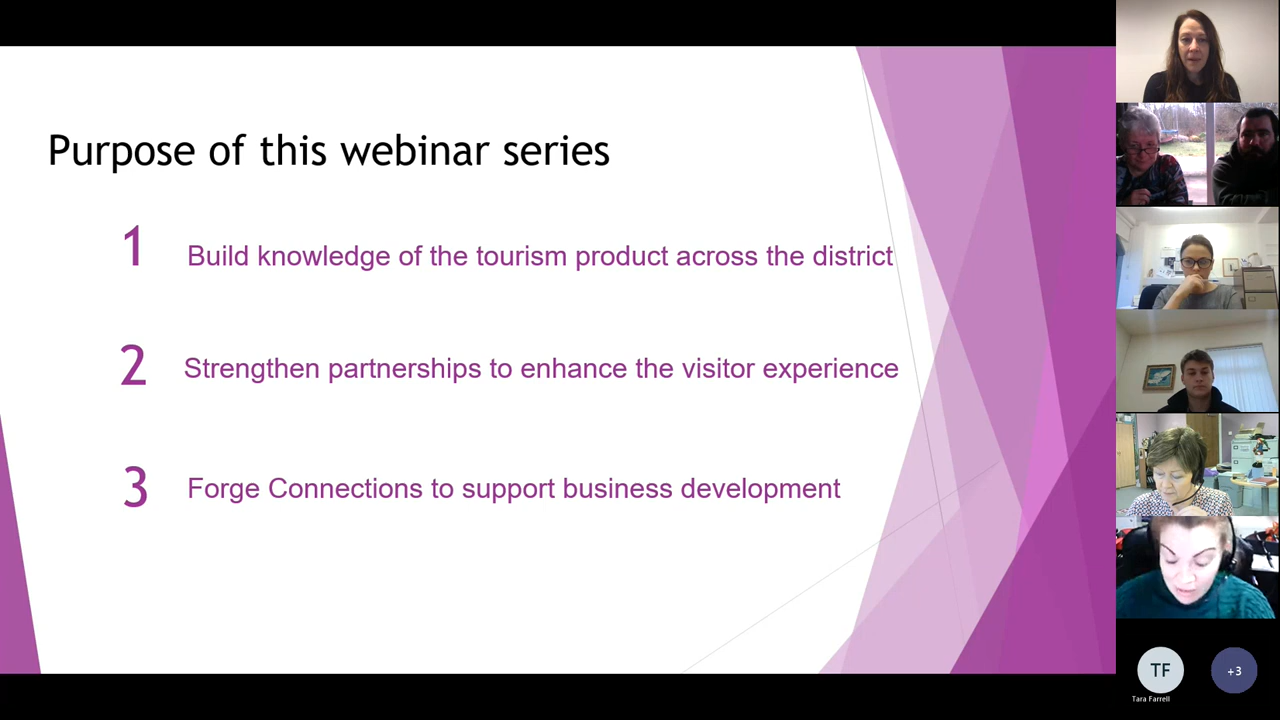 Purpose of this webinar series
1 Build knowledge of the tourism product across the district
2 Strengthen partnerships to enhance the visitor experience
3 Forge Connections to support business development
TF
+3
Tara Farrell